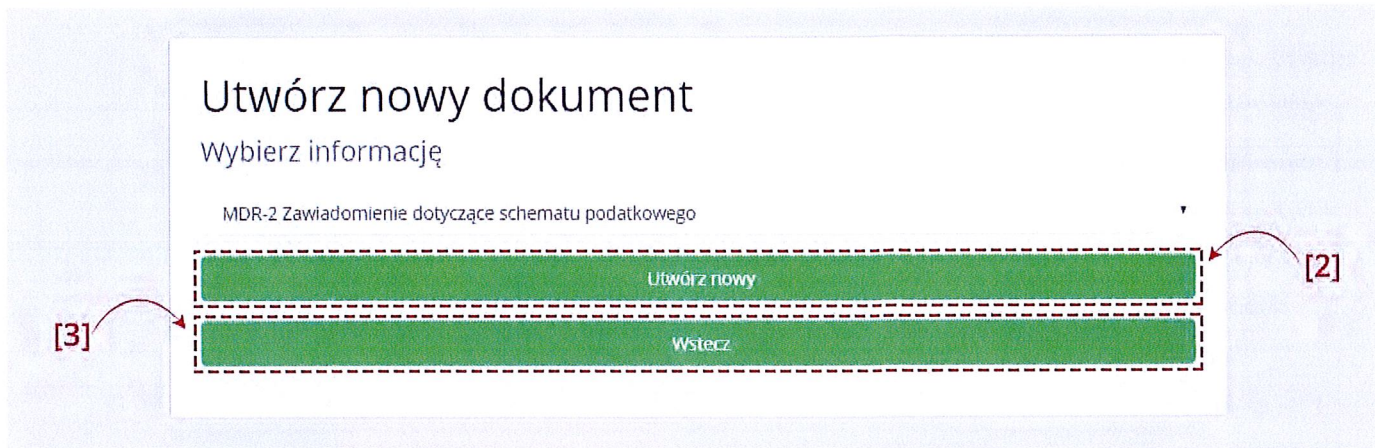 Utwórz nowy dokument
Wybierz informację
MDR-2 Zawiadomienie dotyczące schematu podatkowego
Utwórz nowy
[2]
[3]
Wstecz